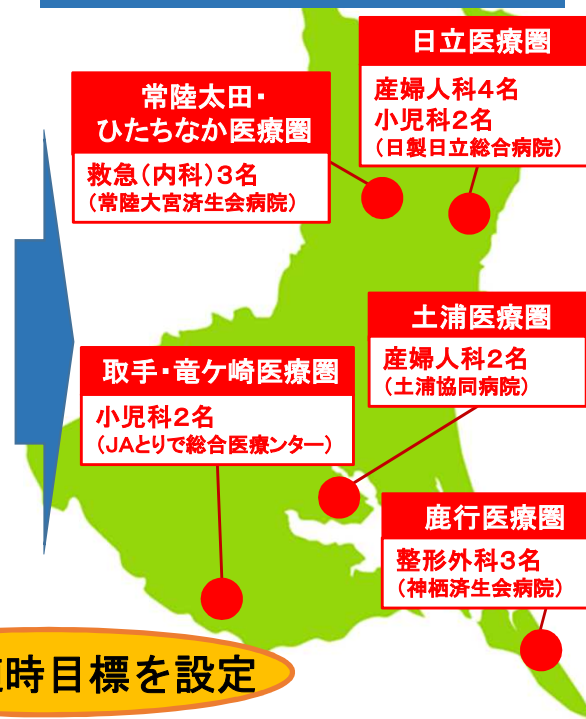 日立医療圏
産婦人科4名
小児科2名
(日製日立総合病院)
常陸太田・
ひたちなか医療圏
救急(内科)3名
(常陸大宮済生会病院)
土浦医療圏
産婦人科2名
(土浦協同病院)
取手・竜ケ崎医療圏
小児科2名
(JAとりで総合医療ンター)
鹿行医療圏
整形外科3名
(神栖済生会病院)
時目標を設定